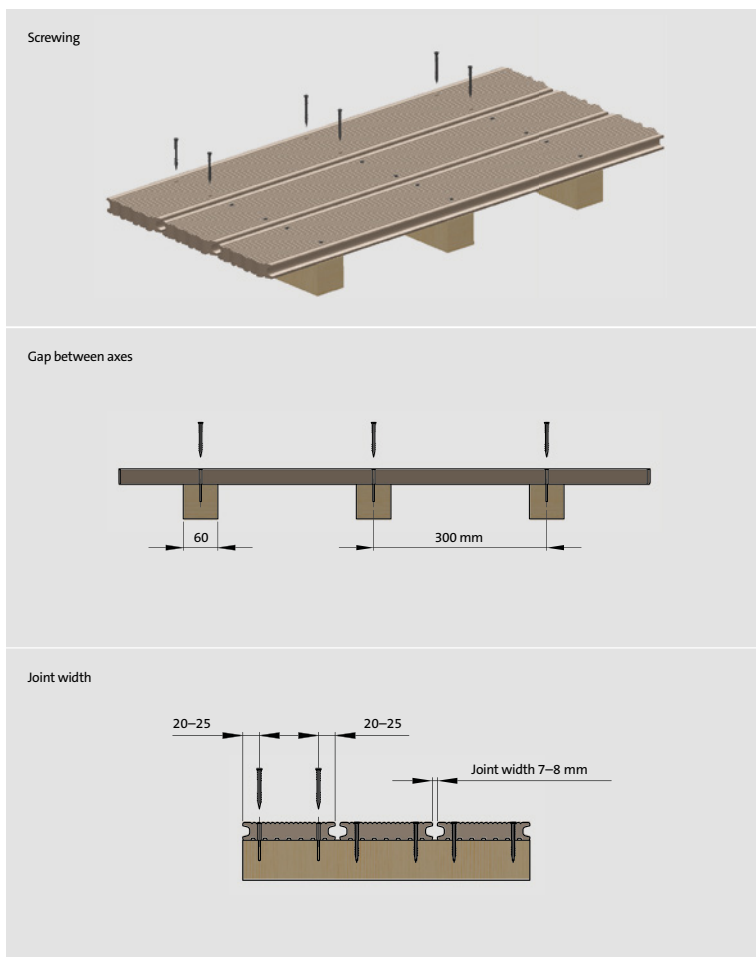 Screwing
Gap between axes
60
300 mm
Joint width
20–25
20–25
Joint width 7–8 mm